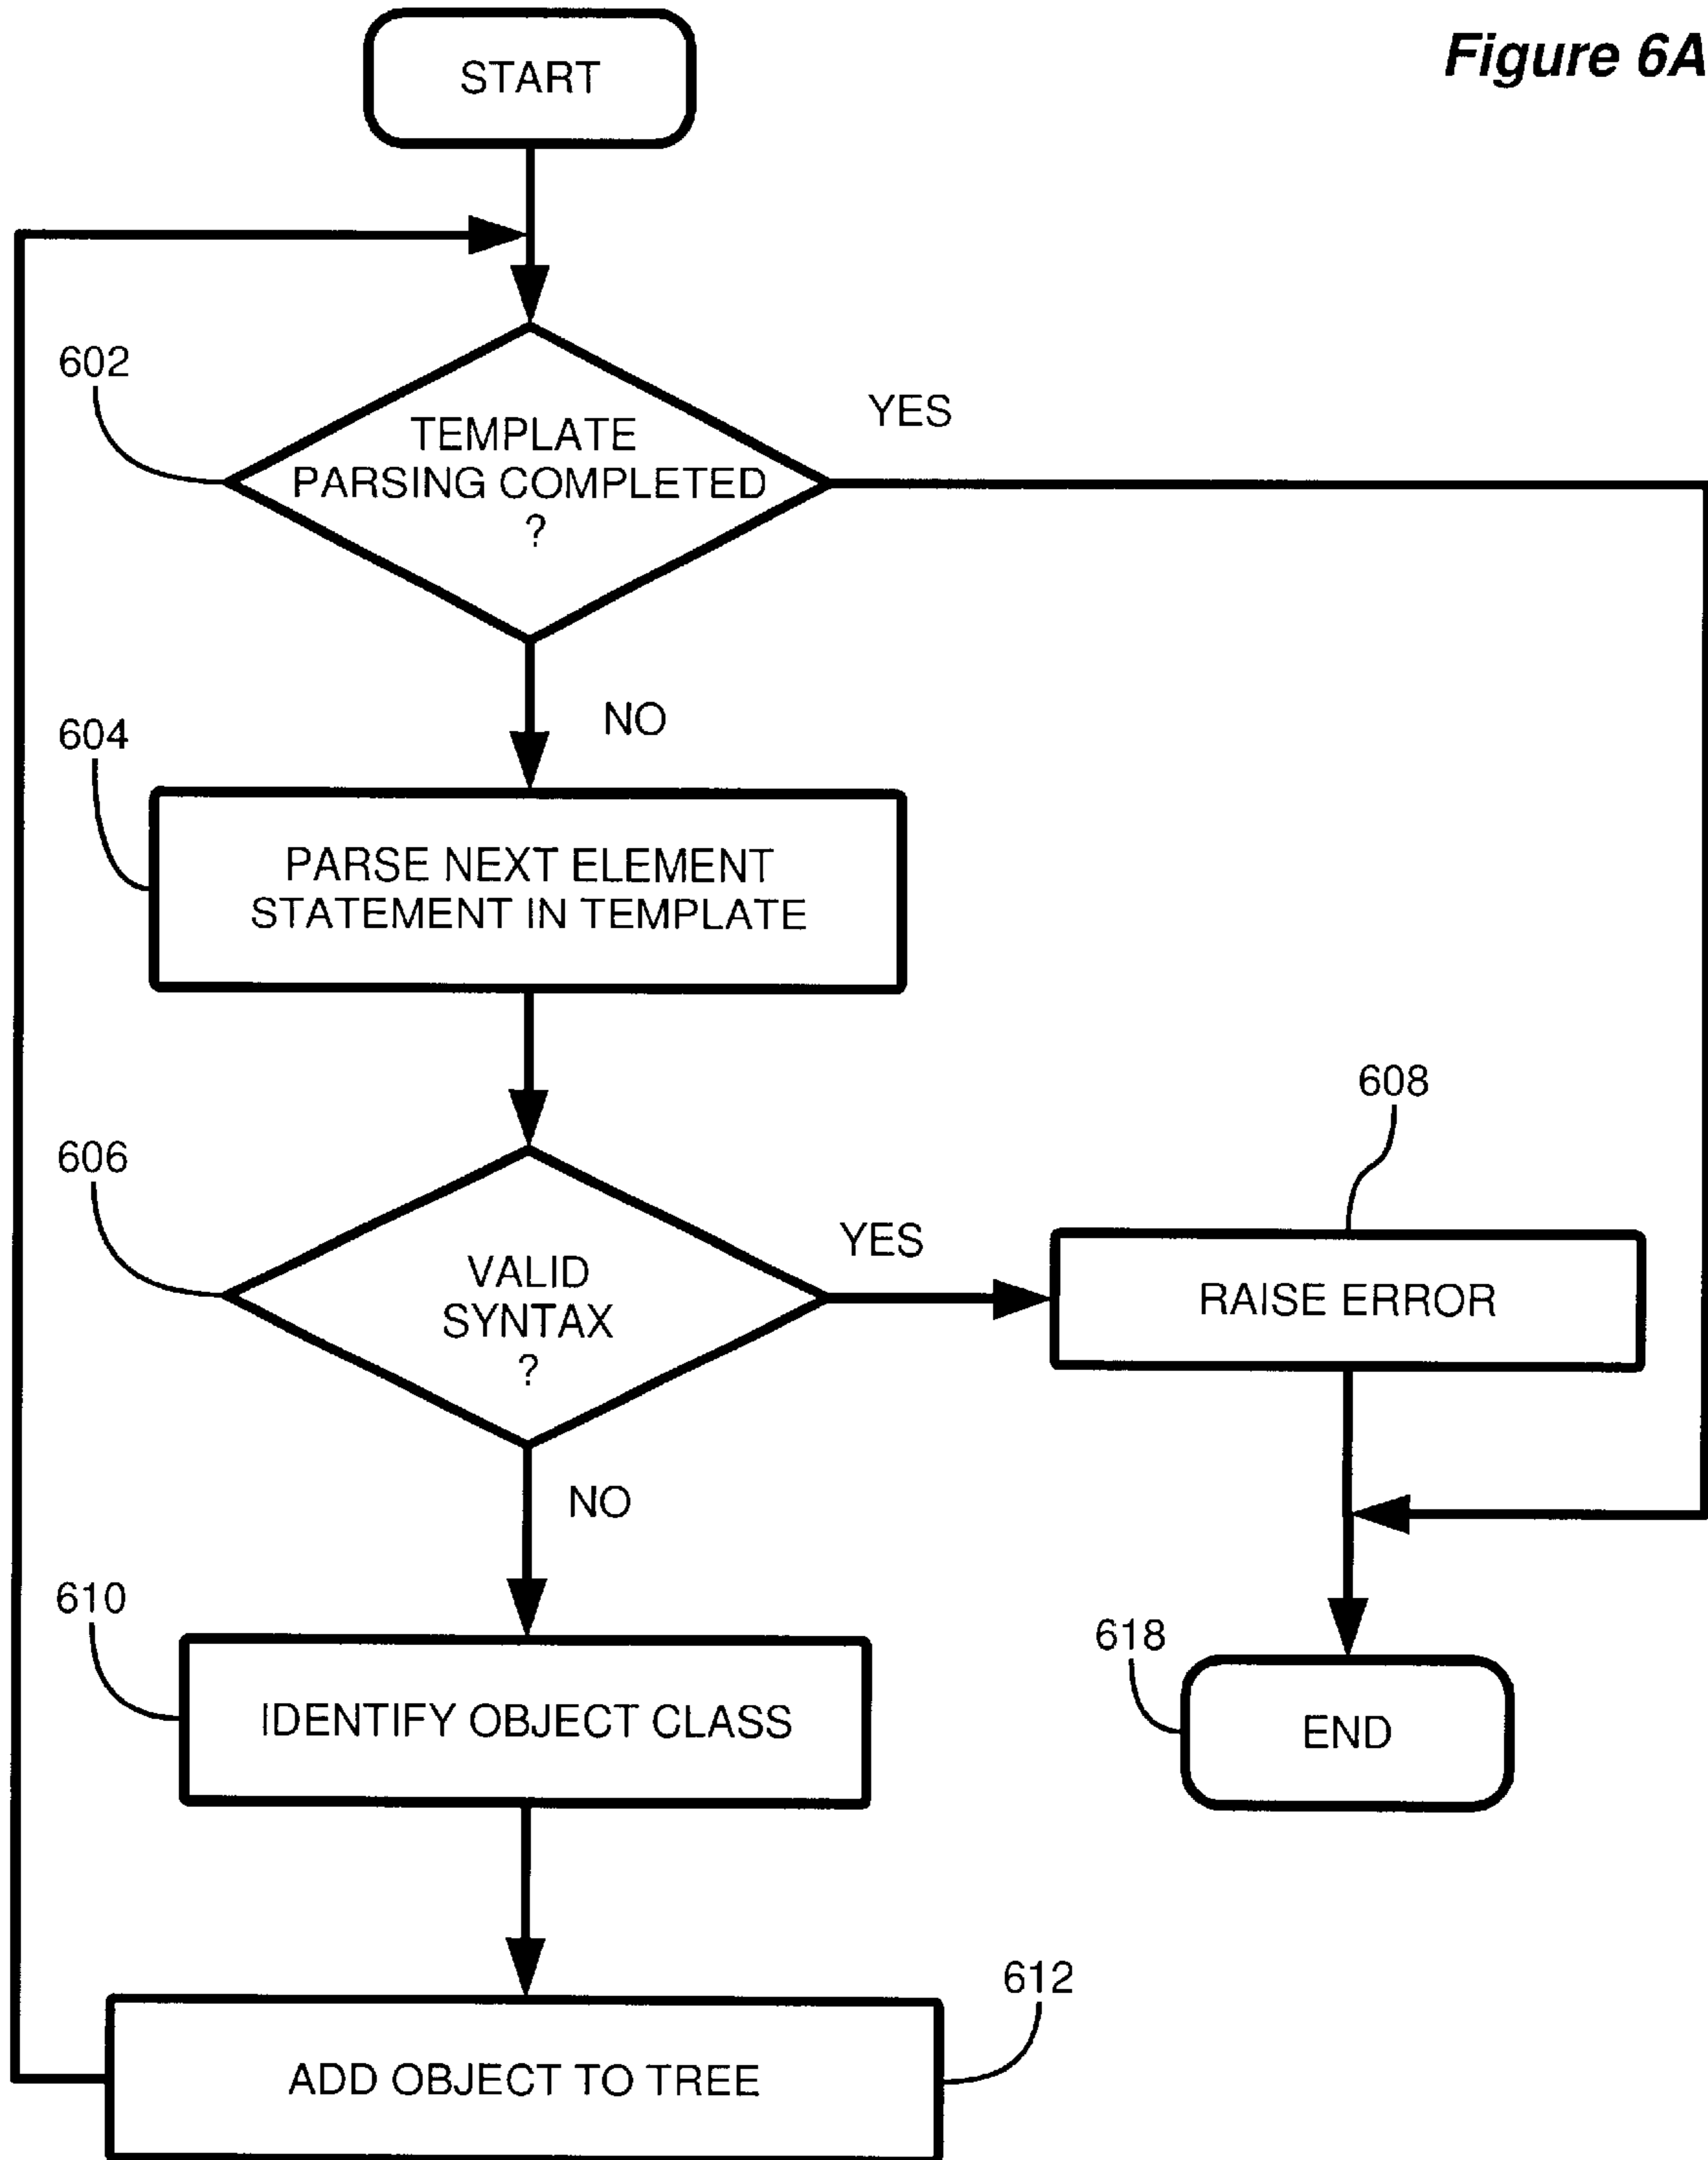 Figure 6A
START
602
TEMPLATE
PARSING COMPLETED
?
YES
NO
604
PARSE NEXT ELEMENT
STATEMENT IN TEMPLATE
606
VALID
SYNTAX
?
YES
608
RAISE ERROR
NO
610
IDENTIFY OBJECT CLASS
618
END
612
ADD OBJECT TO TREE